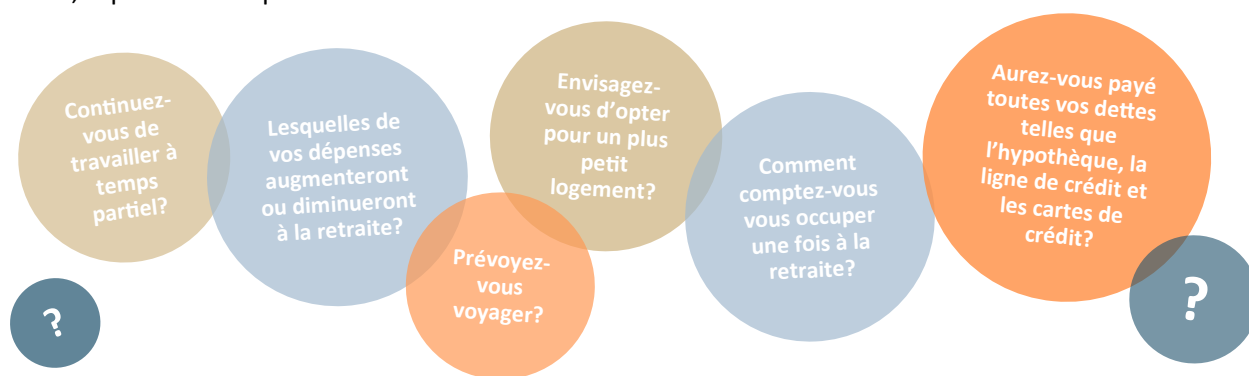 Continuez-
vous de
travailler à
temps
partiel?
Lesquelles de
vos dépenses
augmenteront
ou diminueront
à la retraite?
Prévoyez-
vous
voyager?
Envisagez-
vous d’opter
pour un plus
petit
logement?
Comment
comptez-vous
vous occuper
une fois à la
retraite?
Aurez-vous payé
toutes vos dettes
telles que
l’hypothèque, la
ligne de crédit et
les cartes de
crédit?
?
?